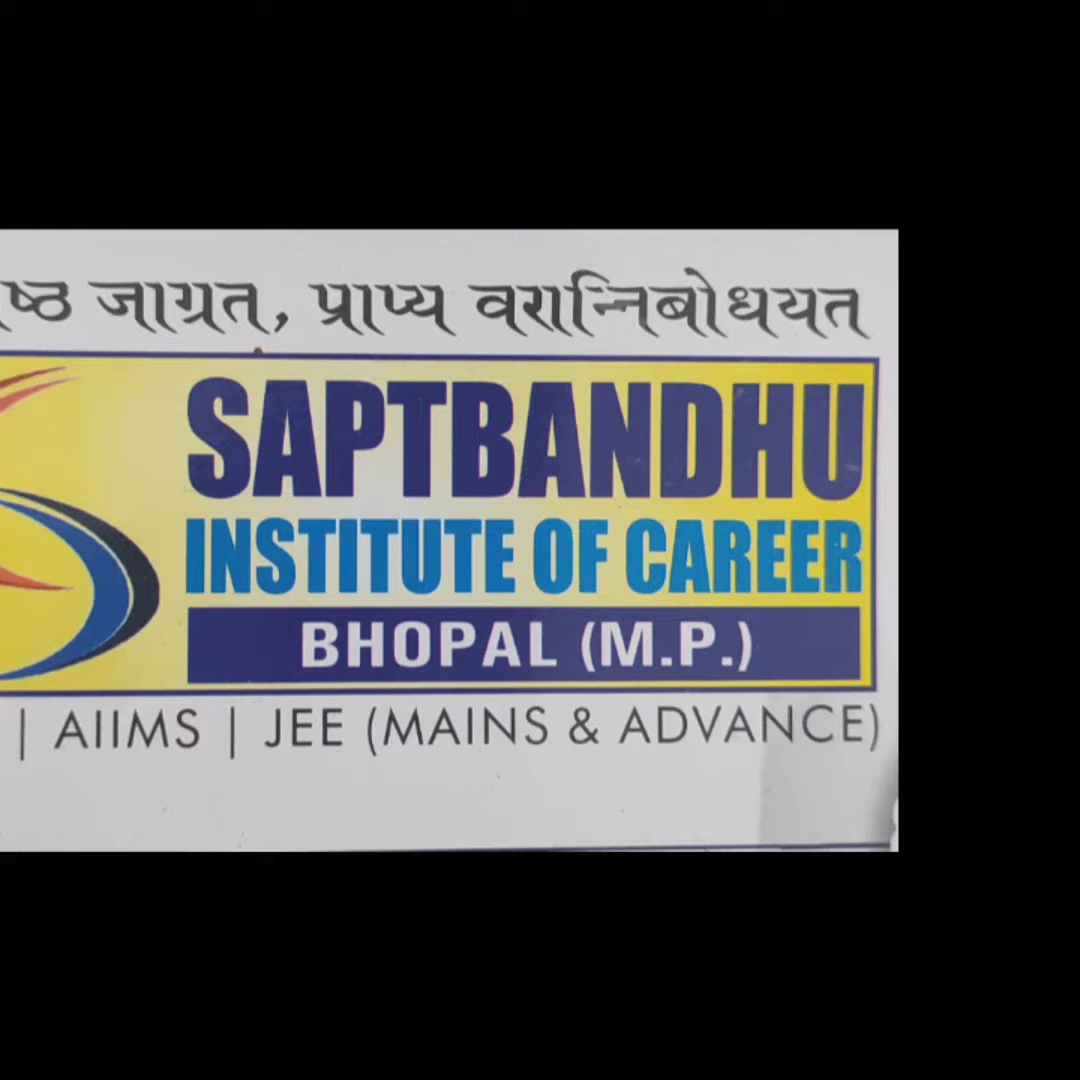 जाग्रत, प्राप्य वरान्निबोधयत
SAPTBANDHU
INSTITUTE OF CAREER
BHOPAL (M.P.)
| AIIMS | JEE (MAINS & ADVANCE)